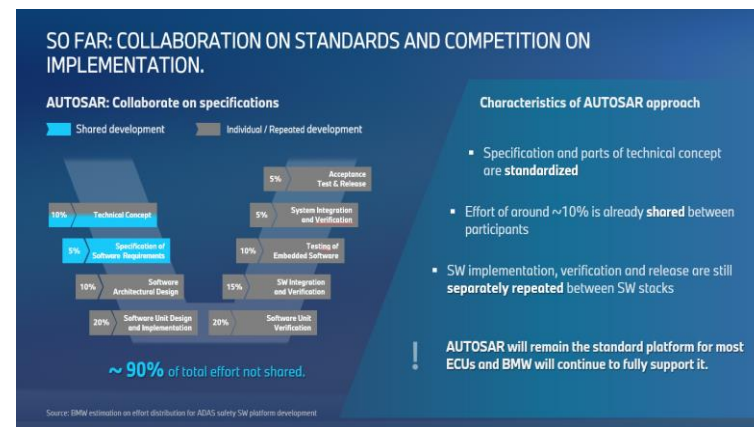 SO FAR: COLLABORATION ON STANDARDS AND COMPETITION ON
IMPLEMENTATION.
AUTOSAR: Collaborate on specifications
Shared development
Individual / Repeated development
10% Technical Concept
5% Specification of
Software Requirements
10% Software
Architectural Design
20% Software Unit Design
and Implementation
5% Acceptance
Test & Release
5% System Integration
and Verification
10% Testing of
Embedded Software
15% SW Integration
and Verification
20% Software Unit
Verification
~ 90% of total effort not shared.
Source: BMW estimation on effort distribution for ADAS safety SW platform development
Characteristics of AUTOSAR approach
▪ Specification and parts of technical concept
are standardized
▪ Effort of around ~10% is already shared between
participants
▪ SW implementation, verification and release are still
separately repeated between SW stacks
! AUTOSAR will remain the standard platform for most
ECUs and BMW will continue to fully support it.